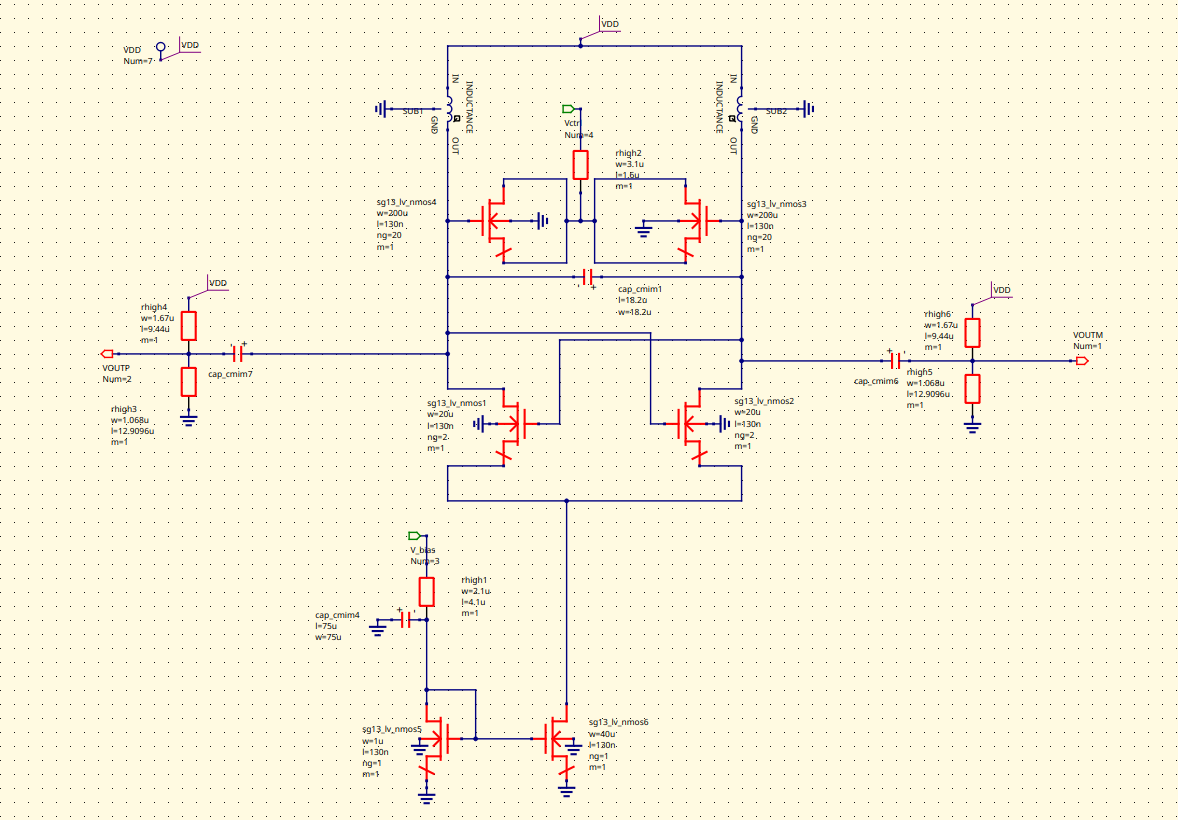 VDD
VDD
Num=7
VDD
IN
INDUCTANCE
SUB1
GND
OUT
IN
INDUCTANCE
SUB2
GND
OUT
Vctrl
Num=4
rhigh2
w=3.1u
l=1.6u
m=1
sg13_lv_nmos4
w=200u
l=130n
ng=20
m=1
sg13_lv_nmos3
w=200u
l=130n
ng=20
m=1
cap_cmim1
l=18.2u
w=18.2u
VDD
rhigh4
w=1.67u
l=9.44u
m=1
- +
cap_cmim7
VOUTP
Num=2
rhigh3
w=1.068u
l=12.9096u
m=1
VDD
rhigh6
w=1.67u
l=9.44u
m=1
VOUTM
Num=1
+ -
cap_cmim6
rhigh5
w=1.068u
l=12.9096u
m=1
sg13_lv_nmos1
w=20u
l=130n
ng=2
m=1
sg13_lv_nmos2
w=20u
l=130n
ng=2
m=1
V_bias
Num=3
rhigh1
w=2.1u
l=4.1u
m=1
cap_cmim4
l=75u
w=75u
+ -
sg13_lv_nmos5
w=1u
l=130n
ng=1
m=1
sg13_lv_nmos6
w=40u
l=130n
ng=1
m=1